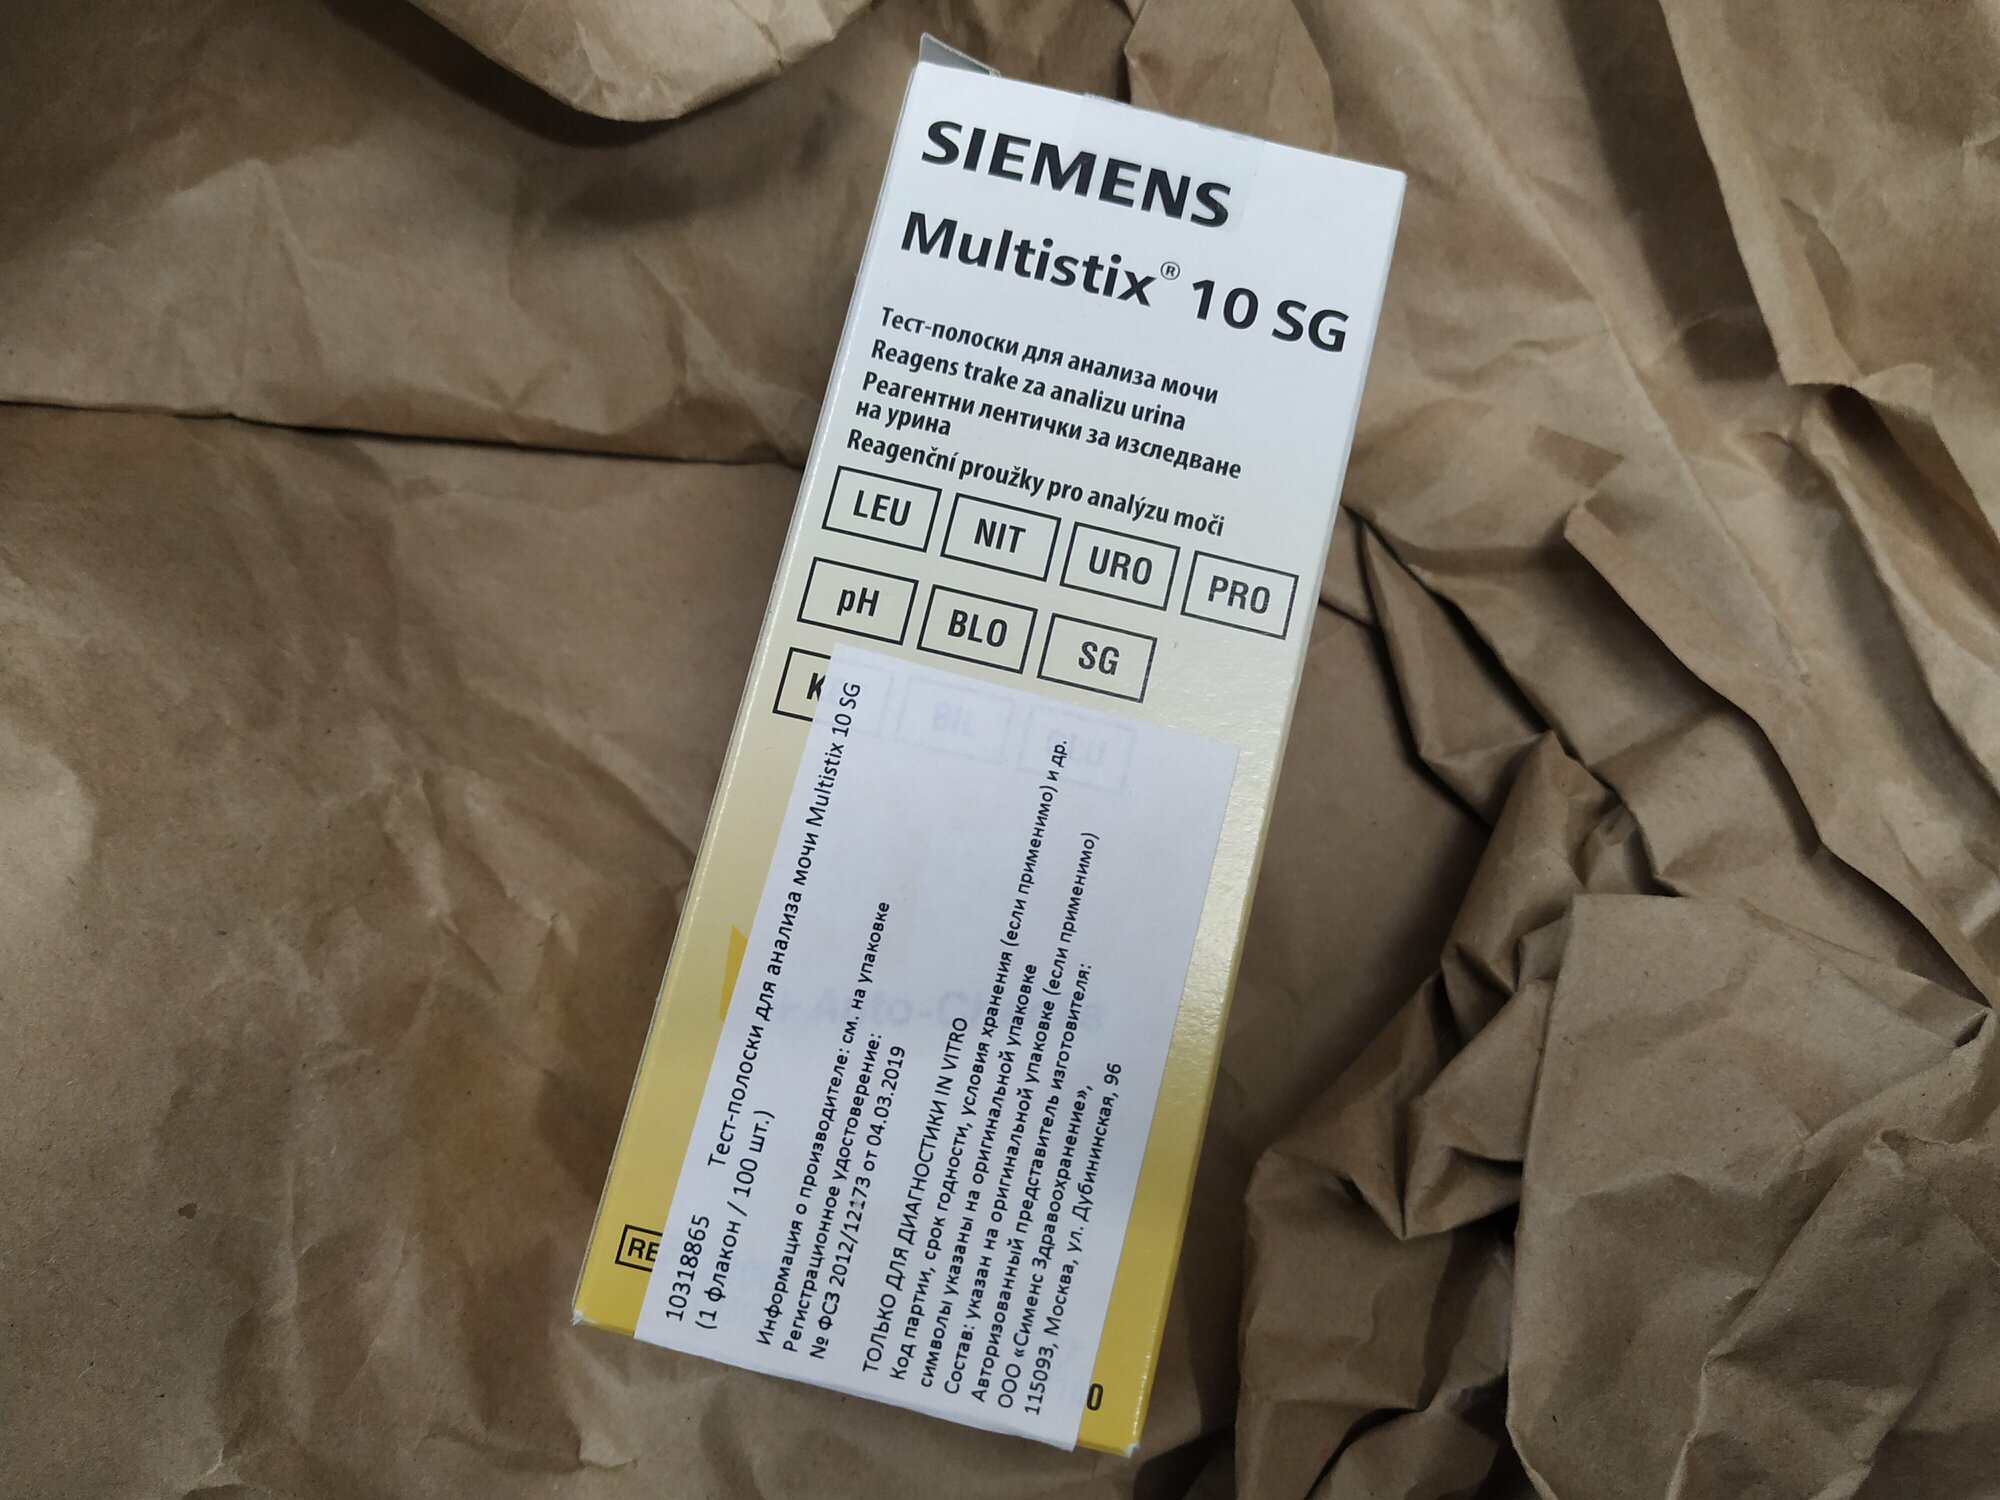 SIEMENS
Multistix® 10 SG
Тест-полоски для анализа мочи
Reagens trake za analizu urina
Реагентни лентички за изследване
на урина
Reagenční proužky pro analýzu moči
LEU NIT URO PRO
pH BLO SG
K
10318865 Тест-полоски для анализа мочи Multistix 10 SG
(1 флакон / 100 шт.)
Информация о производителе: см. на упаковке
Регистрационное удостоверение:
№ ФСЗ 2012/12173 от 04.03.2019
ТОЛЬКО ДЛЯ ДИАГНОСТИКИ IN VITRO
Код партии, срок годности, условия хранения (если применимо) и др.
символы указаны на оригинальной упаковке
Состав: указан на оригинальной упаковке (если применимо)
Авторизованный представитель изготовителя:
ООО «Сименс Здравоохранение»,
115093, Москва, ул. Дубининская, 96
RE
0